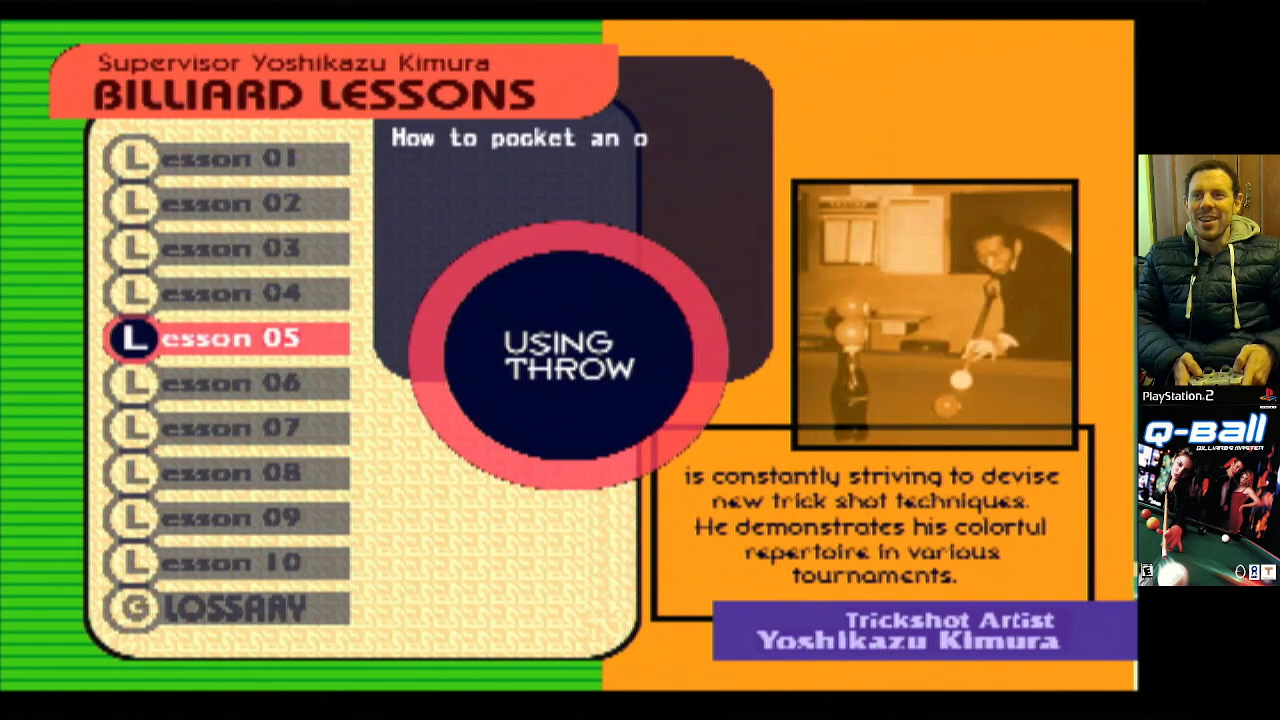 Supervisor Yoshikazu Kimura
BILLIARD LESSONS
How to pocket an o
Lesson 01
Lesson 02
Lesson 03
Lesson 04
Lesson 05
Lesson 06
Lesson 07
Lesson 08
Lesson 09
Lesson 10
GLOSSARY
USING
THROW
is constantly striving to devise
new trick shot techniques.
He demonstrates his colorful
repertoire in various
tournaments.
Trickshot Artist
Yoshikazu Kimura
PlayStation.2
Q-Ball
BILLIARDS MASTER